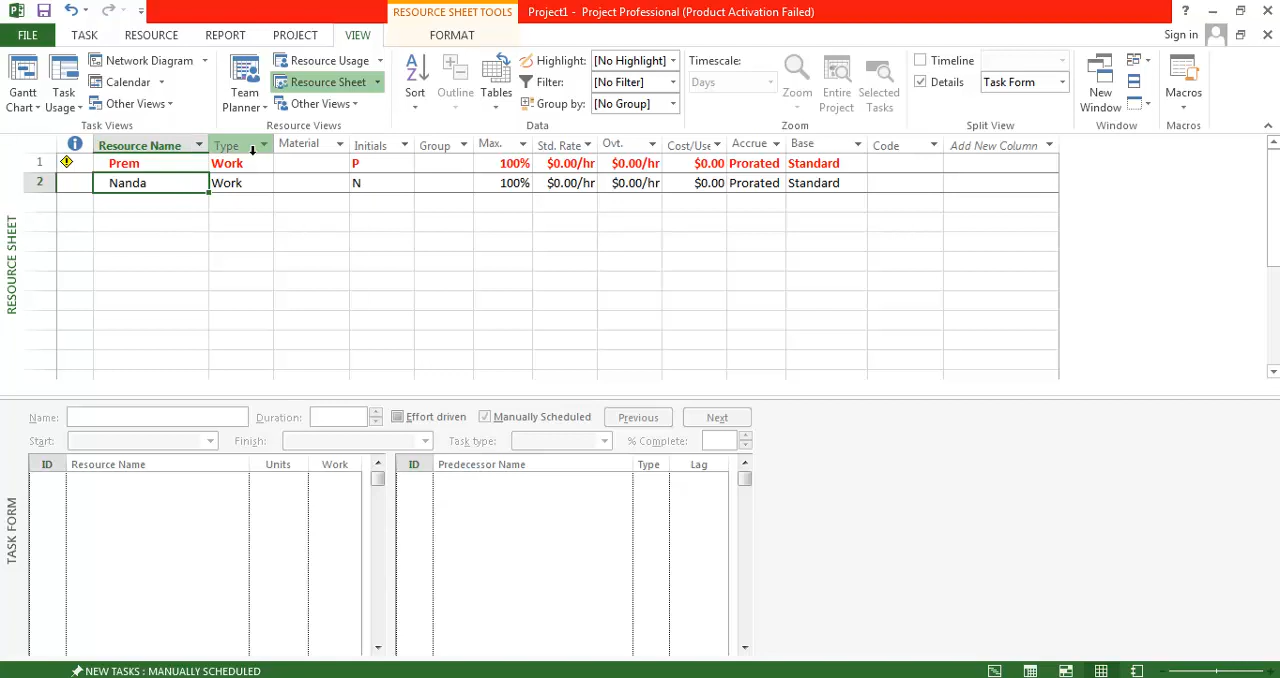 RESOURCE SHEET TOOLS Project1 - Project Professional (Product Activation Failed) ?
FILE TASK RESOURCE REPORT PROJECT VIEW FORMAT Sign in
Gantt Chart Task Usage Network Diagram Calendar Other Views
Task Views
Team Planner Resource Usage Resource Sheet Other Views
Resource Views
Sort Outline Tables Highlight: [No Highlight] Filter: [No Filter] Group by: [No Group]
Data
Timescale: Days Zoom Entire Project Selected Tasks
Zoom
Timeline Details Task Form
Split View
New Window
Window
Macros
Macros
Resource Name Type Material Initials Group Max. Std. Rate Ovt. Cost/Use Accrue Base Code Add New Column
1 Prem Work P 100% $0.00/hr $0.00/hr $0.00 Prorated Standard
2 Nanda Work N 100% $0.00/hr $0.00/hr $0.00 Prorated Standard
RESOURCE SHEET
Name: Duration: Effort driven Manually Scheduled Previous Next
Start: Finish: Task type: % Complete:
ID Resource Name Units Work ID Predecessor Name Type Lag
TASK FORM
NEW TASKS : MANUALLY SCHEDULED